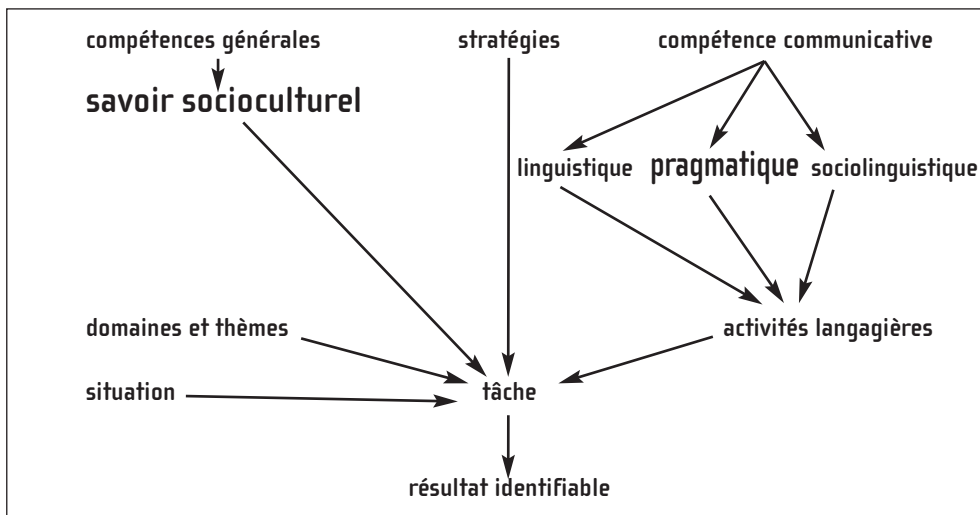 compétences générales stratégies compétence communicative
savoir socioculturel
linguistique pragmatique sociolinguistique
domaines et thèmes activités langagières
situation tâche
résultat identifiable